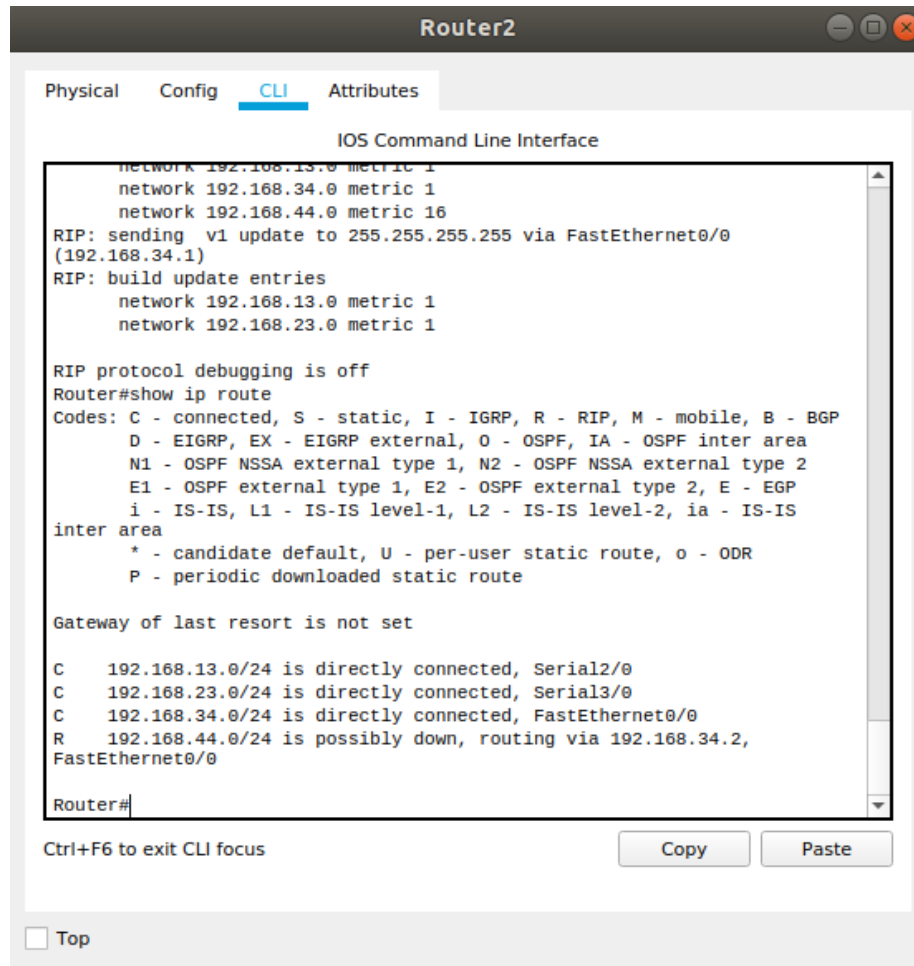 Router2
Physical Config CLI Attributes
IOS Command Line Interface
network 192.168.13.0 metric 1
network 192.168.34.0 metric 1
network 192.168.44.0 metric 16
RIP: sending  v1 update to 255.255.255.255 via FastEthernet0/0
(192.168.34.1)
RIP: build update entries
network 192.168.13.0 metric 1
network 192.168.23.0 metric 1
RIP protocol debugging is off
Router#show ip route
Codes: C - connected, S - static, I - IGRP, R - RIP, M - mobile, B - BGP
D - EIGRP, EX - EIGRP external, O - OSPF, IA - OSPF inter area
N1 - OSPF NSSA external type 1, N2 - OSPF NSSA external type 2
E1 - OSPF external type 1, E2 - OSPF external type 2, E - EGP
i - IS-IS, L1 - IS-IS level-1, L2 - IS-IS level-2, ia - IS-IS
inter area
* - candidate default, U - per-user static route, o - ODR
P - periodic downloaded static route
Gateway of last resort is not set
C    192.168.13.0/24 is directly connected, Serial2/0
C    192.168.23.0/24 is directly connected, Serial3/0
C    192.168.34.0/24 is directly connected, FastEthernet0/0
R    192.168.44.0/24 is possibly down, routing via 192.168.34.2,
FastEthernet0/0
Router#
Ctrl+F6 to exit CLI focus
Copy
Paste
Top